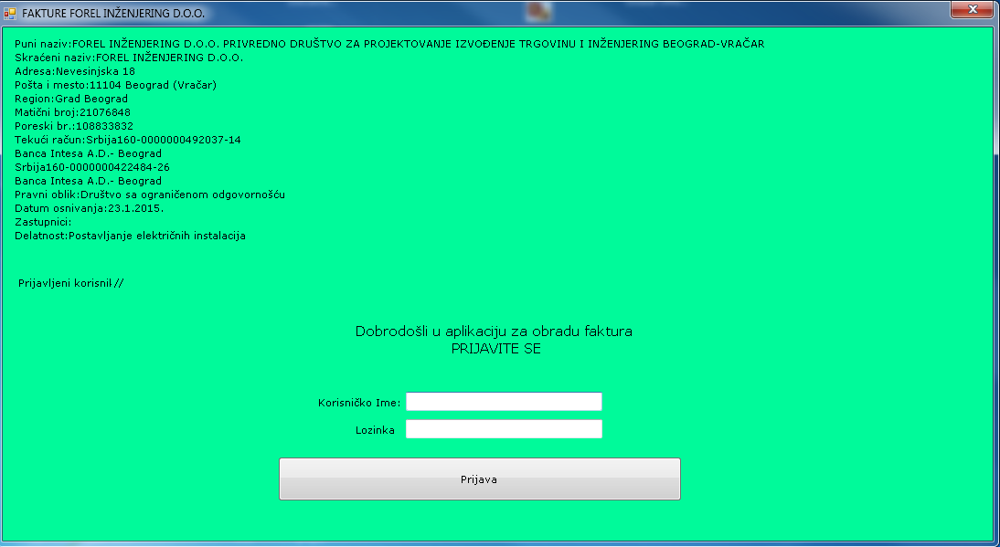 FAKTURE FOREL INŽENJERING D.O.O.
Puni naziv:FOREL INŽENJERING D.O.O. PRIVREDNO DRUŠTVO ZA PROJEKTOVANJE IZVOĐENJE TRGOVINU I INŽENJERING BEOGRAD-VRAČAR
Skraćeni naziv:FOREL INŽENJERING D.O.O.
Adresa:Nevesinjska 18
Pošta i mesto:11104 Beograd (Vračar)
Region:Grad Beograd
Matični broj:21076848
Poreski br.:108833832
Tekući račun:Srbija160-0000000492037-14
Banca Intesa A.D.- Beograd
Srbija160-0000000422484-26
Banca Intesa A.D.- Beograd
Pravni oblik:Društvo sa ograničenom odgovornošću
Datum osnivanja:23.1.2015.
Zastupnici:
Delatnost:Postavljanje električnih instalacija
Prijavljeni korisnil //
Dobrodošli u aplikaciju za obradu faktura
PRIJAVITE SE
Korisničko Ime:
Lozinka
Prijava